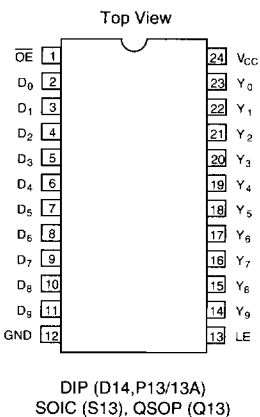 Top View
OE 1 24 VCC
D0 2 23 Y0
D1 3 22 Y1
D2 4 21 Y2
D3 5 20 Y3
D4 6 19 Y4
D5 7 18 Y5
D6 8 17 Y6
D7 9 16 Y7
D8 10 15 Y8
D9 11 14 Y9
GND 12 13 LE
DIP (D14,P13/13A)
SOIC (S13), QSOP (Q13)